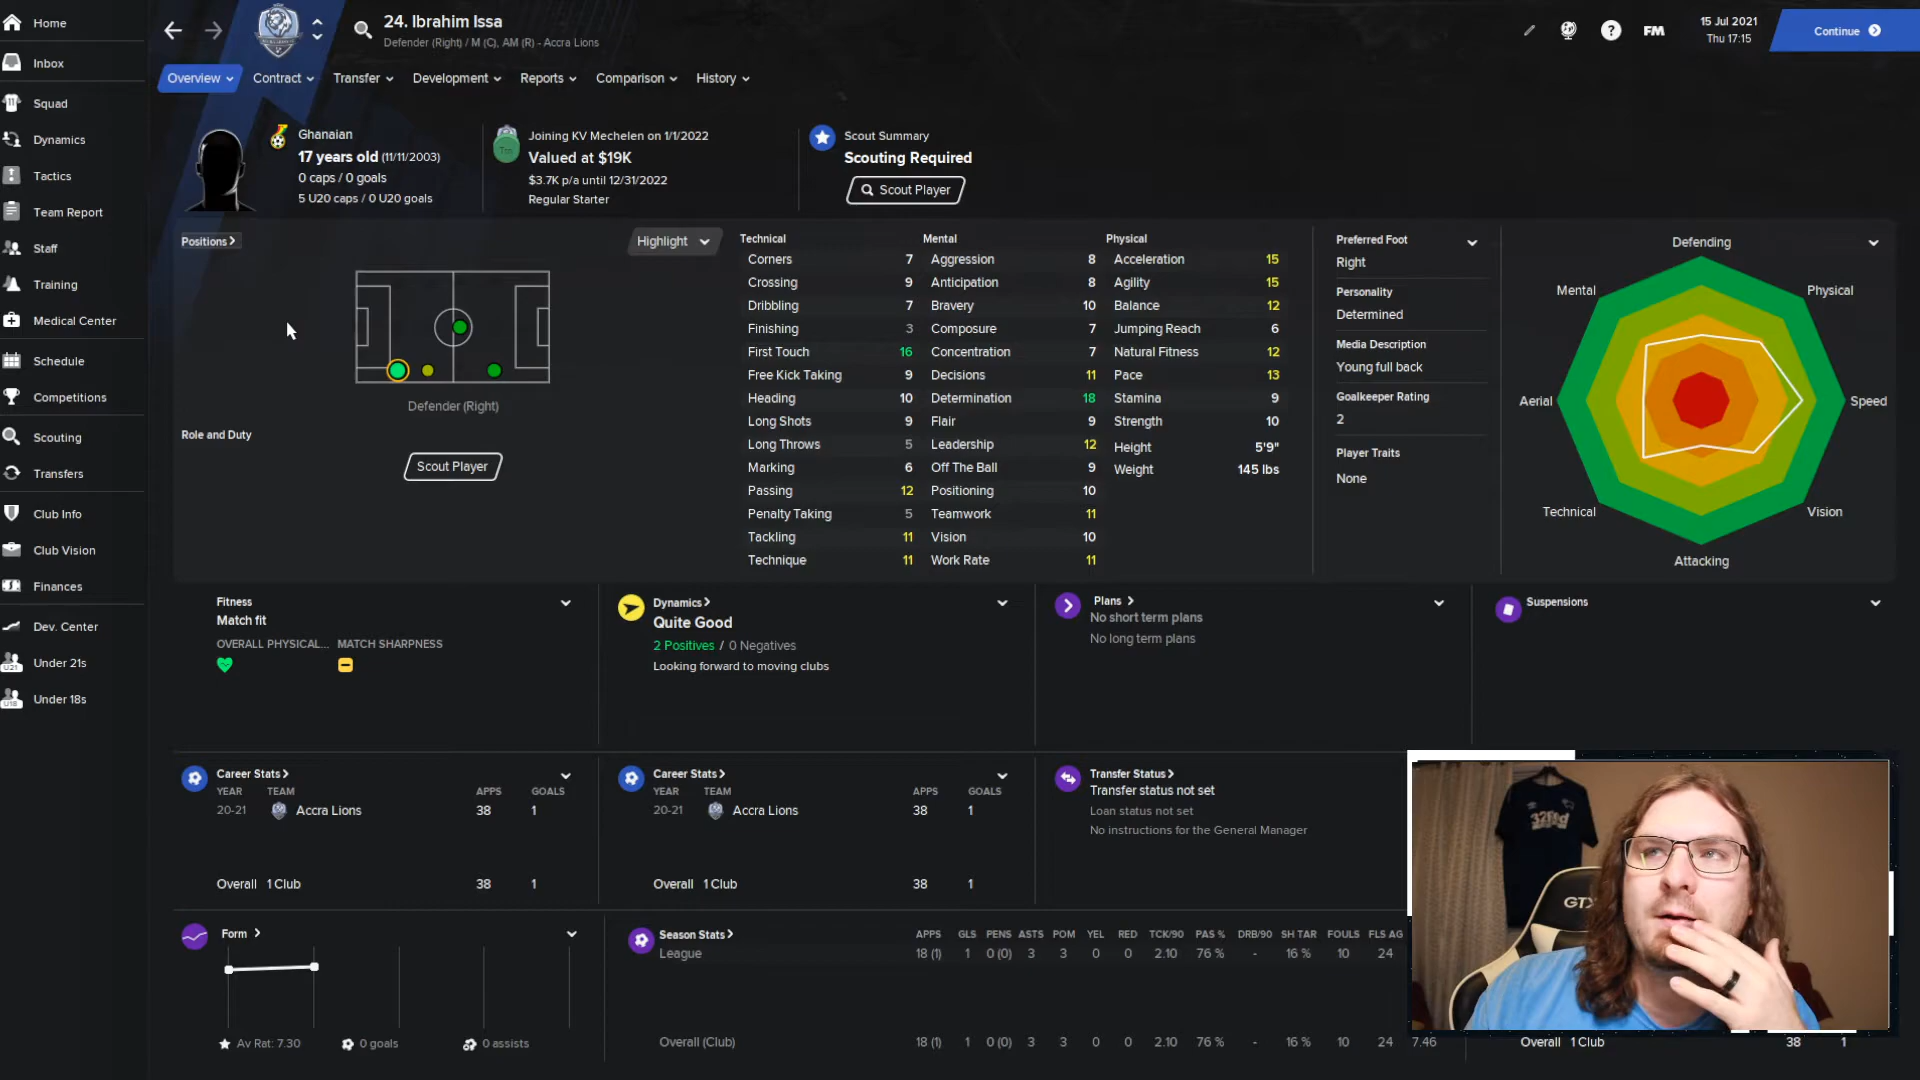 Home
Inbox
Squad
Dynamics
Tactics
Team Report
Staff
Training
Medical Center
Schedule
Competitions
Scouting
Transfers
Club Info
Club Vision
Finances
Dev. Center
Under 21s
Under 18s
24. Ibrahim Issa
Defender (Right) / M (C), AM (R) - Accra Lions
FM
15 Jul 2021
Thu 17:15
Continue
Overview
Contract
Transfer
Development
Reports
Comparison
History
Ghanaian
17 years old (11/11/2003)
0 caps / 0 goals
5 U20 caps / 0 U20 goals
Joining KV Mechelen on 1/1/2022
Valued at $19K
$3.7K p/a until 12/31/2022
Regular Starter
Scout Summary
Scouting Required
Scout Player
Positions
Highlight
Defender (Right)
Role and Duty
Scout Player
Technical
Corners 7
Crossing 9
Dribbling 7
Finishing 3
First Touch 16
Free Kick Taking 9
Heading 10
Long Shots 9
Long Throws 5
Marking 6
Passing 12
Penalty Taking 5
Tackling 11
Technique 11
Mental
Aggression 8
Anticipation 8
Bravery 10
Composure 7
Concentration 7
Decisions 11
Determination 18
Flair 9
Leadership 12
Off The Ball 9
Positioning 10
Teamwork 11
Vision 10
Work Rate 11
Physical
Acceleration 15
Agility 15
Balance 12
Jumping Reach 6
Natural Fitness 12
Pace 13
Stamina 9
Strength 10
Height 5'9"
Weight 145 lbs
Preferred Foot
Right
Personality
Determined
Media Description
Young full back
Goalkeeper Rating
2
Player Traits
None
Defending
Mental
Physical
Aerial
Speed
Technical
Vision
Attacking
Fitness
Match fit
OVERALL PHYSICAL... MATCH SHARPNESS
Dynamics
Quite Good
2 Positives / 0 Negatives
Looking forward to moving clubs
Plans
No short term plans
No long term plans
Suspensions
Career Stats
YEAR TEAM APPS GOALS
20-21 Accra Lions 38 1
Overall 1 Club 38 1
Career Stats
YEAR TEAM APPS GOALS
20-21 Accra Lions 38 1
Overall 1 Club 38 1
Transfer Status
Transfer status not set
Loan status not set
No instructions for the General Manager
Form
Av Rat: 7.30 0 goals 0 assists
Season Stats
APPS GLS PENS ASTS POM YEL RED TCK/90 PAS % DRB/90 SH TAR FOULS FLS AG
League 18 (1) 1 0 (0) 3 3 0 0 2.10 76 % - 16 % 10 24
Overall (Club) 18 (1) 1 0 (0) 3 3 0 0 2.10 76 % - 16 % 10 24 7.46
Overall 1 Club 38 1
32Red
GTX